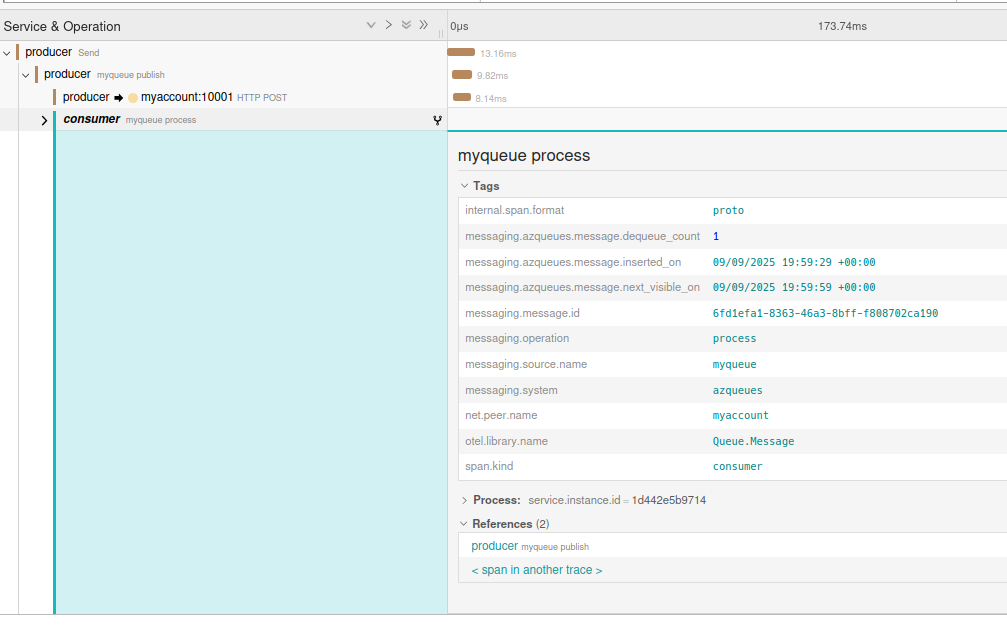 Service & Operation
0μs
173.74ms
producer Send
13.16ms
producer myqueue publish
9.82ms
producer ➡ myaccount:10001 HTTP POST
8.14ms
consumer myqueue process
myqueue process
Tags
internal.span.format proto
messaging.azqueues.message.dequeue_count 1
messaging.azqueues.message.inserted_on 09/09/2025 19:59:29 +00:00
messaging.azqueues.message.next_visible_on 09/09/2025 19:59:59 +00:00
messaging.message.id 6fd1efa1-8363-46a3-8bff-f808702ca190
messaging.operation process
messaging.source.name myqueue
messaging.system azqueues
net.peer.name myaccount
otel.library.name Queue.Message
span.kind consumer
Process: service.instance.id = 1d442e5b9714
References (2)
producer myqueue publish
< span in another trace >